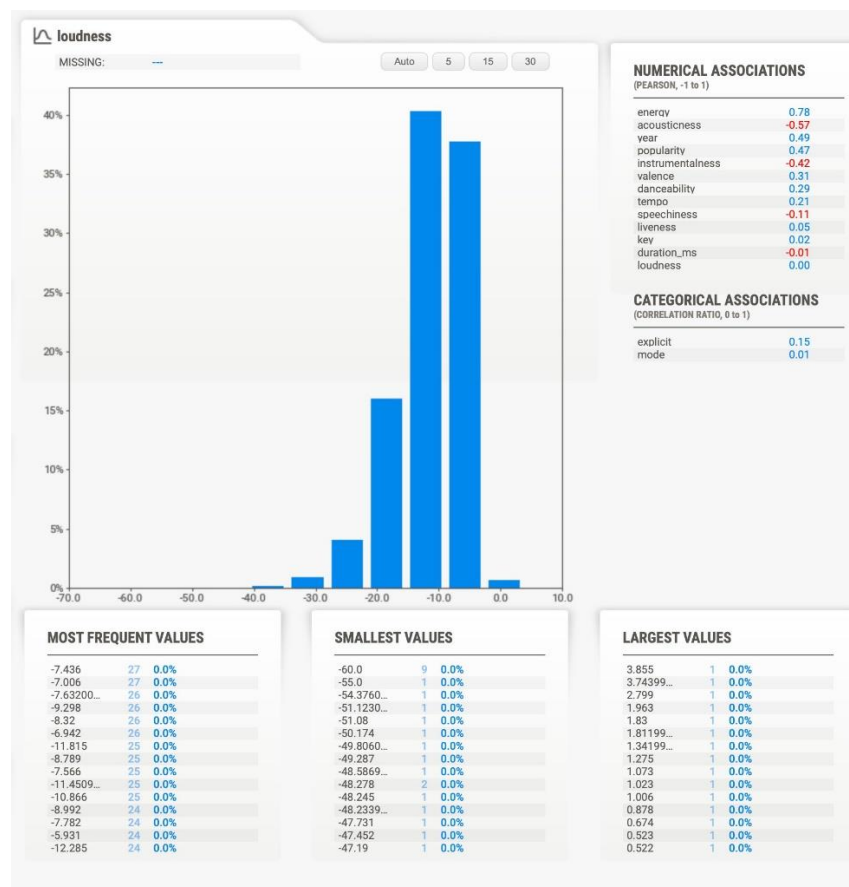 loudness
MISSING: ---
Auto 5 15 30
40%
35%
30%
25%
20%
15%
10%
5%
0%
-70.0 -60.0 -50.0 -40.0 -30.0 -20.0 -10.0 0.0 10.0
NUMERICAL ASSOCIATIONS
(PEARSON, -1 to 1)
energy 0.78
acousticness -0.57
year 0.49
popularity 0.47
instrumentalness -0.42
valence 0.31
danceability 0.29
tempo 0.21
speechiness -0.11
liveness 0.05
key 0.02
duration_ms -0.01
loudness 0.00
CATEGORICAL ASSOCIATIONS
(CORRELATION RATIO, 0 to 1)
explicit 0.15
mode 0.01
MOST FREQUENT VALUES
-7.436 27 0.0%
-7.006 27 0.0%
-7.63200... 26 0.0%
-9.298 26 0.0%
-8.32 26 0.0%
-6.942 26 0.0%
-11.815 25 0.0%
-8.789 25 0.0%
-7.566 25 0.0%
-11.4509... 25 0.0%
-10.866 25 0.0%
-8.992 24 0.0%
-7.782 24 0.0%
-5.931 24 0.0%
-12.285 24 0.0%
SMALLEST VALUES
-60.0 9 0.0%
-55.0 1 0.0%
-54.3760... 1 0.0%
-51.1230... 1 0.0%
-51.08 1 0.0%
-50.174 1 0.0%
-49.8060... 1 0.0%
-49.287 1 0.0%
-48.5869... 1 0.0%
-48.278 2 0.0%
-48.245 1 0.0%
-48.2339... 1 0.0%
-47.731 1 0.0%
-47.452 1 0.0%
-47.19 1 0.0%
LARGEST VALUES
3.855 1 0.0%
3.74399... 1 0.0%
2.799 1 0.0%
1.963 1 0.0%
1.83 1 0.0%
1.81199... 1 0.0%
1.34199... 1 0.0%
1.275 1 0.0%
1.073 1 0.0%
1.023 1 0.0%
1.006 1 0.0%
0.878 1 0.0%
0.674 1 0.0%
0.523 1 0.0%
0.522 1 0.0%